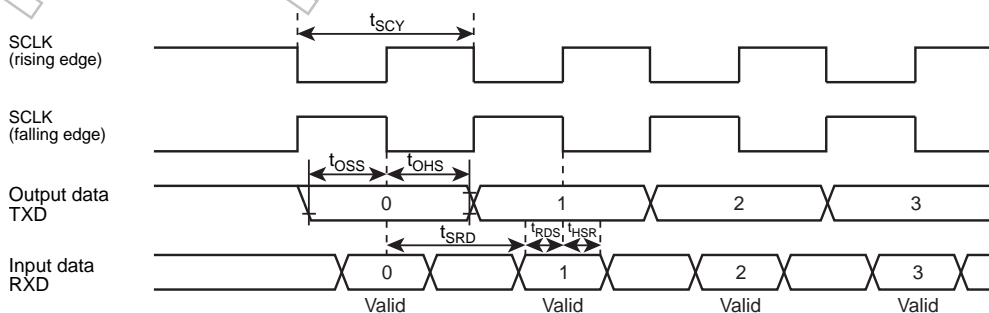 tSCY
SCLK
(rising edge)
SCLK
(falling edge)
tOSS tOHS
Output data
TXD
0 1 2 3
tSRD tRDS tHSR
Input data
RXD
0 1 2 3
Valid Valid Valid Valid